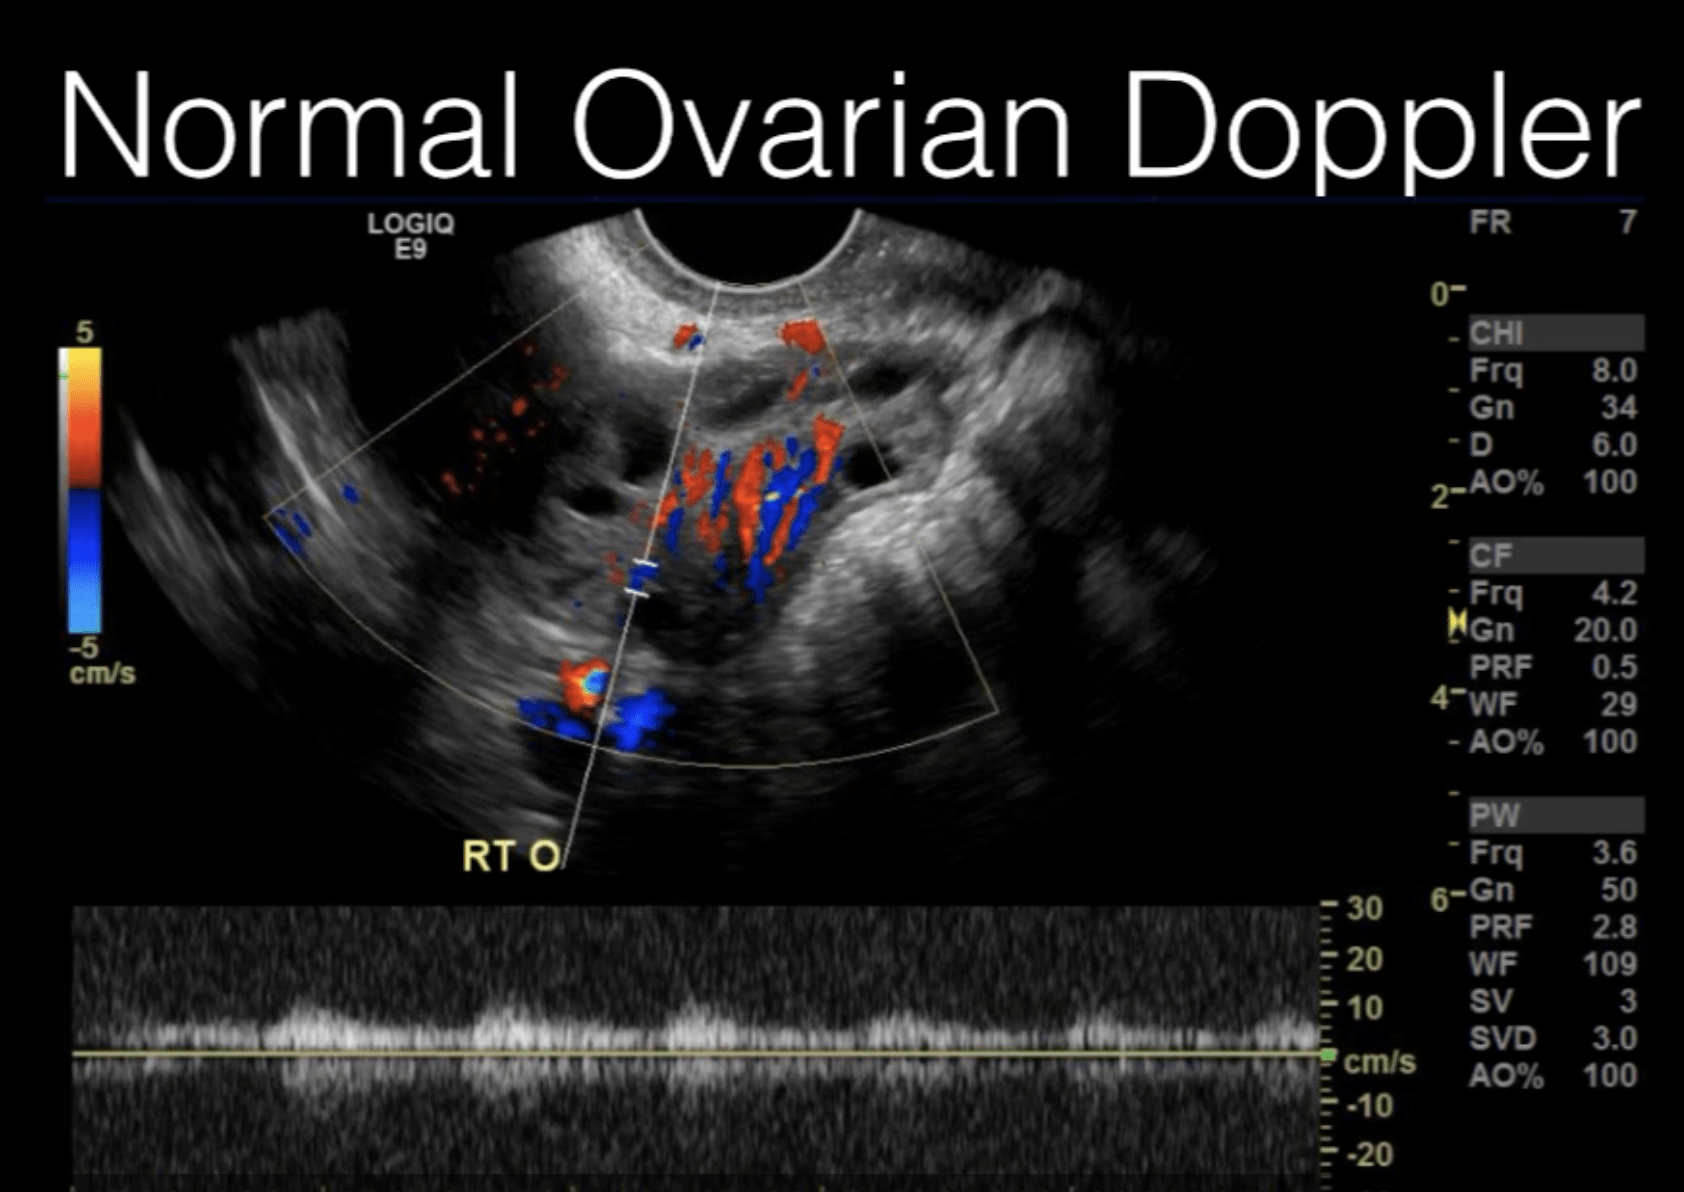 Normal Ovarian Doppler
LOGIQ
E9
5
-5
cm/s
RT O
0
2
4
6
FR 7
CHI
Frq 8.0
Gn 34
D 6.0
AO% 100
CF
Frq 4.2
Gn 20.0
PRF 0.5
WF 29
AO% 100
PW
Frq 3.6
Gn 50
PRF 2.8
WF 109
SV 3
SVD 3.0
AO% 100
30
20
10
cm/s
-10
-20